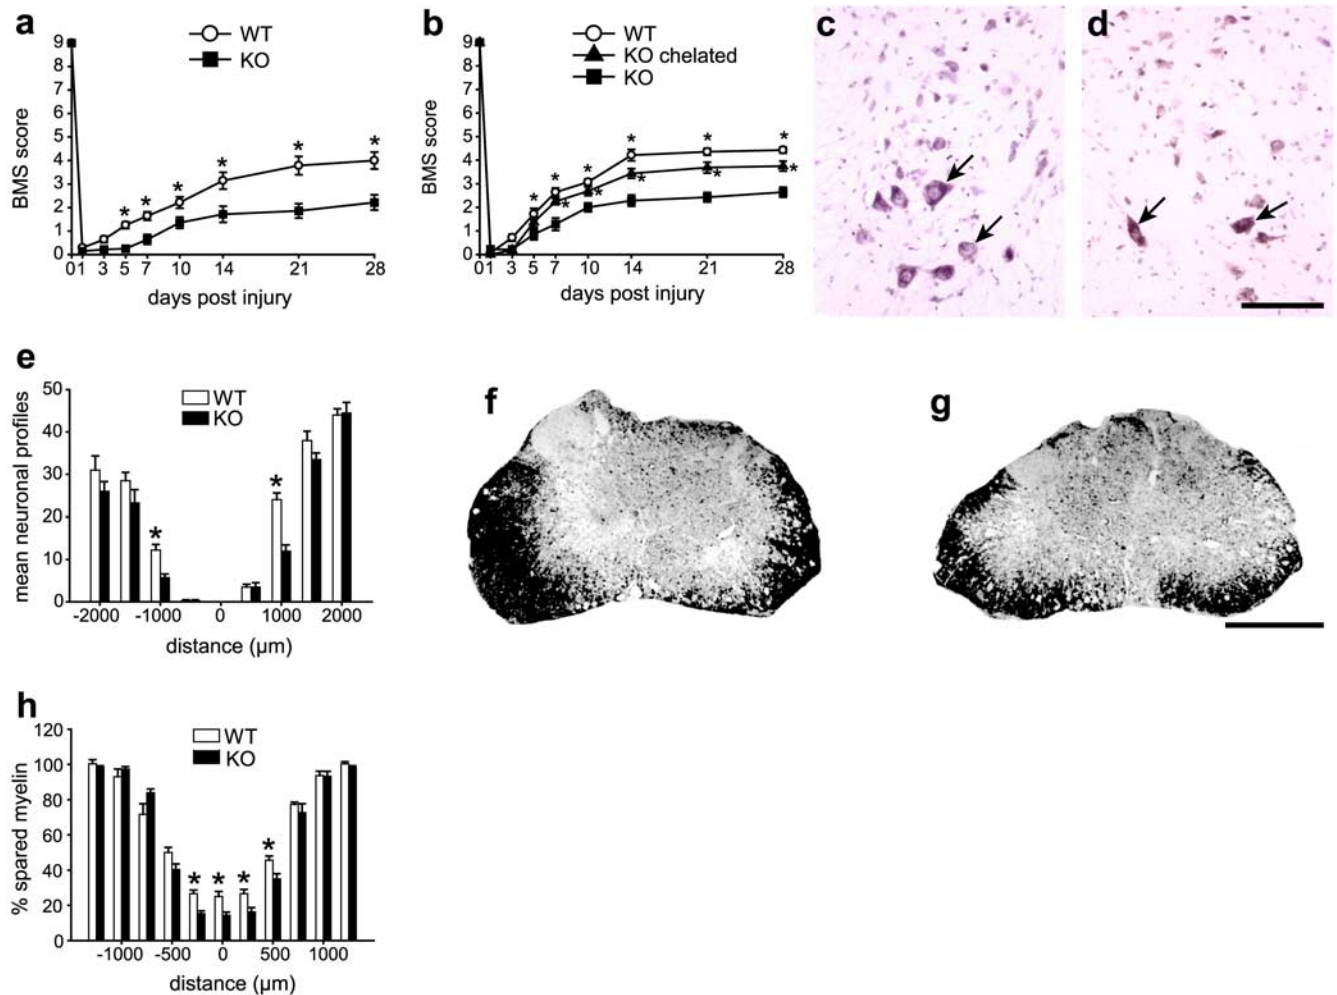 a
WT
KO
BMS score
9
8
7
6
5
4
3
2
1
0
* * * * * *
0 1 3 5 7 10 14 21 28
days post injury
b
WT
KO chelated
KO
BMS score
9
8
7
6
5
4
3
2
1
0
* * * * * *
* * * * *
0 1 3 5 7 10 14 21 28
days post injury
c
d
e
WT
KO
mean neuronal profiles
50
40
30
20
10
0
* *
-2000 -1000 0 1000 2000
distance (µm)
f
g
h
WT
KO
% spared myelin
120
100
80
60
40
20
0
* * * *
-1000 -500 0 500 1000
distance (µm)